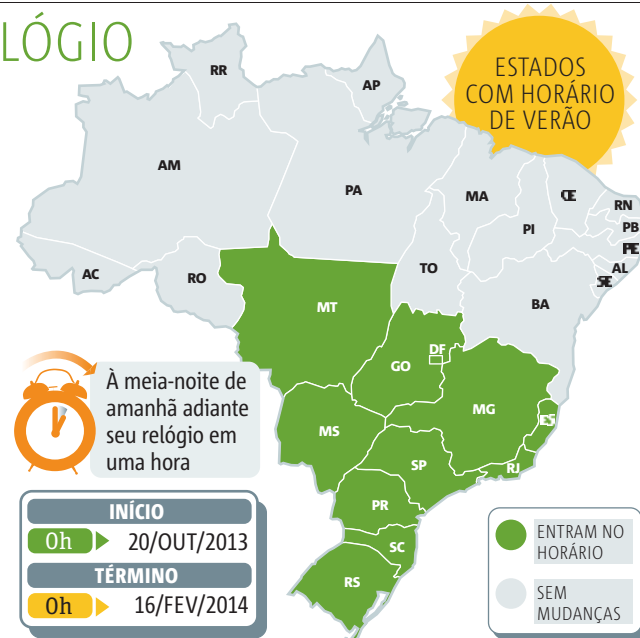 LÓGIO
ESTADOS
COM HORÁRIO
DE VERÃO
RR
AP
AM
PA
MA
CE
RN
PI
PB
PE
AC
RO
TO
AL
SE
BA
MT
DF
GO
MG
ES
MS
SP
RJ
PR
SC
RS
À meia-noite de
amanhã adiante
seu relógio em
uma hora
INÍCIO
0h 20/OUT/2013
TÉRMINO
0h 16/FEV/2014
ENTRAM NO
HORÁRIO
SEM
MUDANÇAS